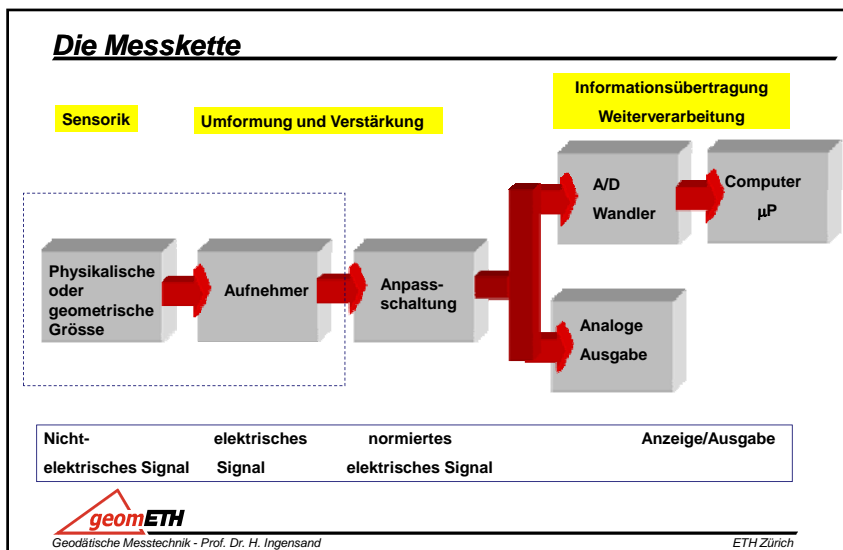 Die Messkette
Sensorik
Umformung und Verstärkung
Informationsübertragung
Weiterverarbeitung
Physikalische
oder
geometrische
Grösse
Aufnehmer
Anpass-
schaltung
A/D
Wandler
Computer
µP
Analoge
Ausgabe
Nicht- elektrisches normiertes Anzeige/Ausgabe
elektrisches Signal Signal elektrisches Signal
geomETH
Geodätische Messtechnik - Prof. Dr. H. Ingensand ETH Zürich